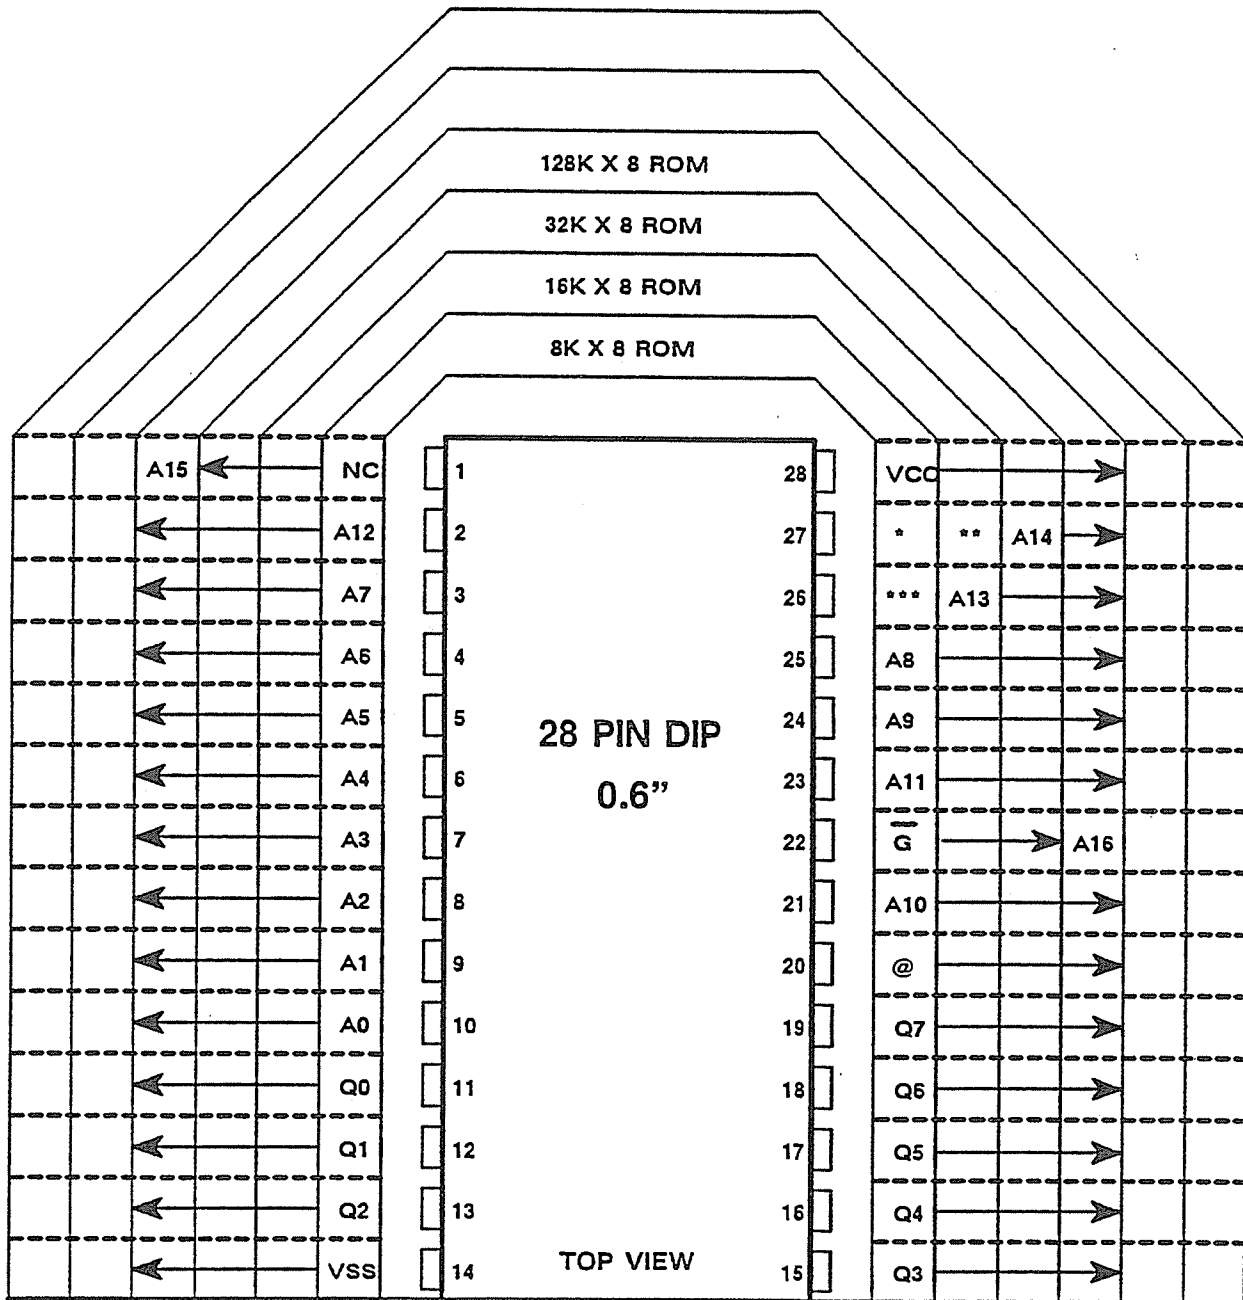 128K X 8 ROM
32K X 8 ROM
16K X 8 ROM
8K X 8 ROM
A15 NC 1 28 VCC
A12 2 27 * ** A14
A7 3 26 *** A13
A6 4 25 A8
A5 5 24 A9
28 PIN DIP
A4 6 23 A11
0.6”
A3 7 22 G̅ A16
A2 8 21 A10
A1 9 20 @
A0 10 19 Q7
Q0 11 18 Q6
Q1 12 17 Q5
Q2 13 16 Q4
VSS 14 TOP VIEW 15 Q3